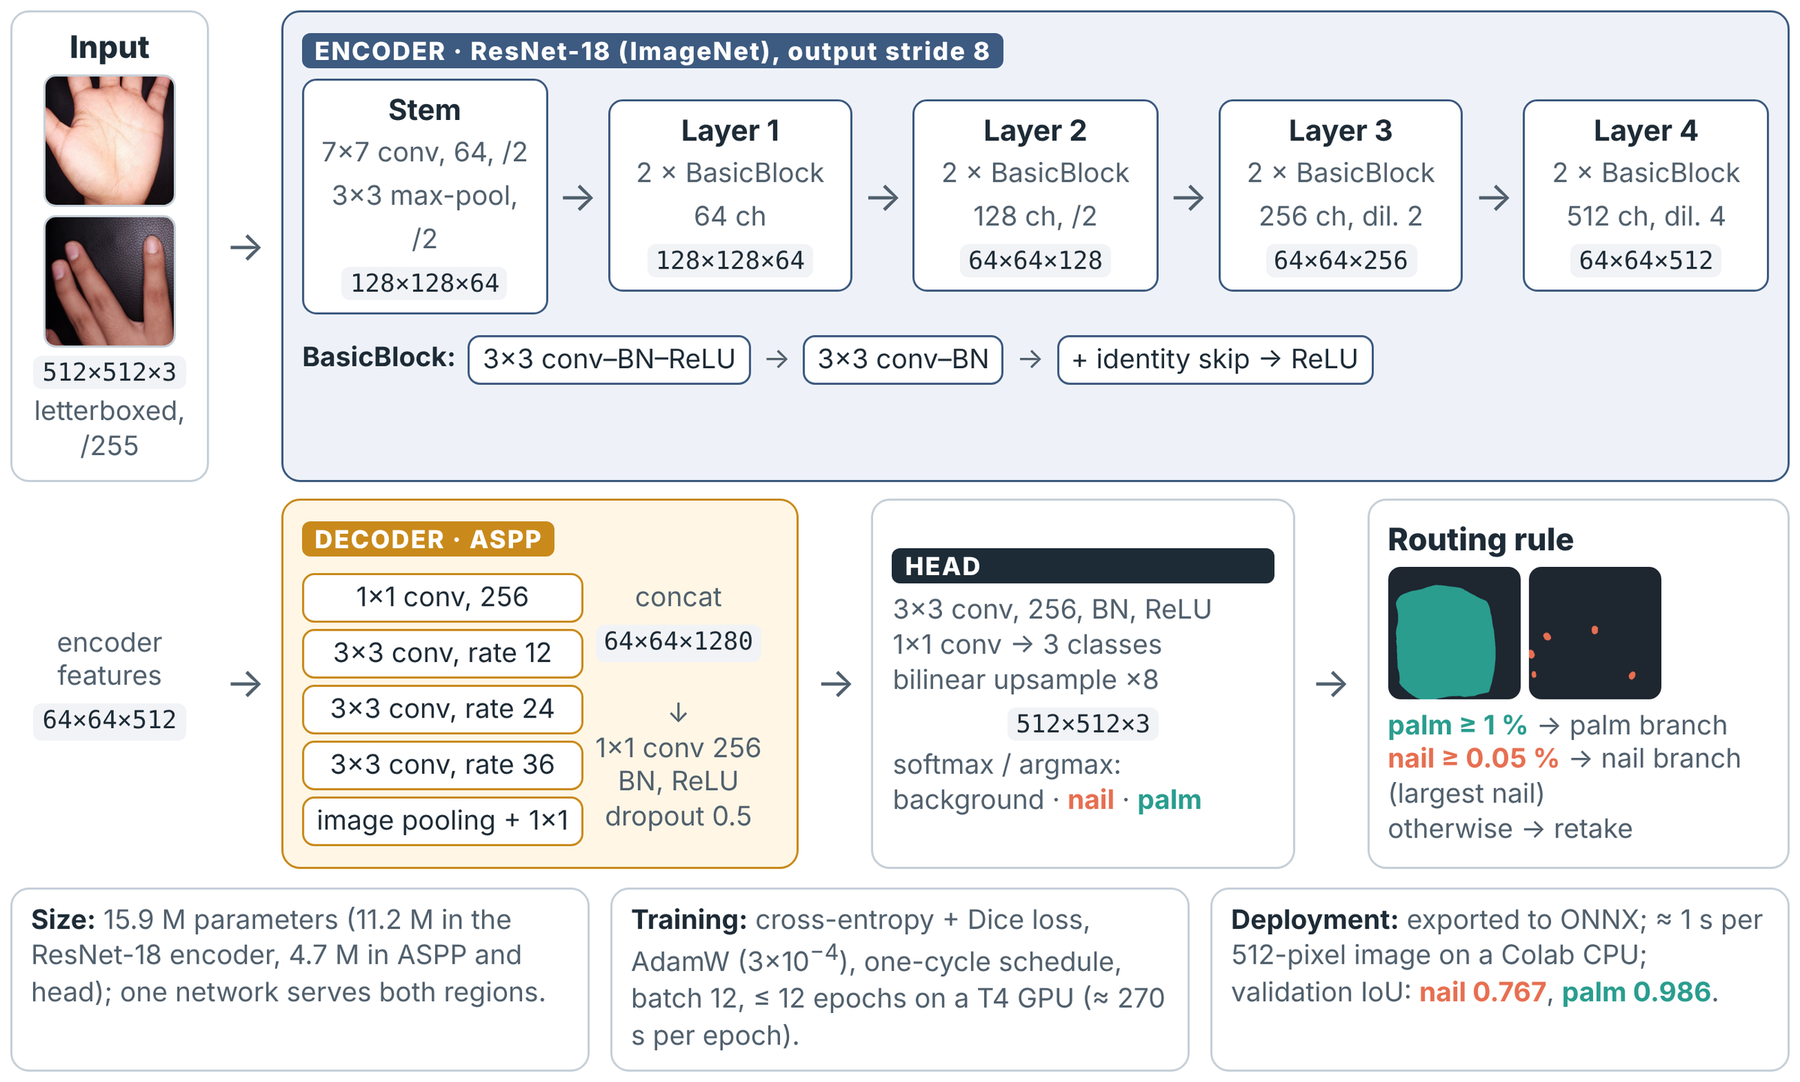 Input
512×512×3
letterboxed,
/255
→
ENCODER · ResNet-18 (ImageNet), output stride 8
Stem
7×7 conv, 64, /2
3×3 max-pool,
/2
128×128×64
→
Layer 1
2 × BasicBlock
64 ch
128×128×64
→
Layer 2
2 × BasicBlock
128 ch, /2
64×64×128
→
Layer 3
2 × BasicBlock
256 ch, dil. 2
64×64×256
→
Layer 4
2 × BasicBlock
512 ch, dil. 4
64×64×512
BasicBlock: 3×3 conv–BN–ReLU → 3×3 conv–BN → + identity skip → ReLU
encoder
features
64×64×512
→
DECODER · ASPP
1×1 conv, 256
3×3 conv, rate 12
3×3 conv, rate 24
3×3 conv, rate 36
image pooling + 1×1
concat
64×64×1280
↓
1×1 conv 256
BN, ReLU
dropout 0.5
→
HEAD
3×3 conv, 256, BN, ReLU
1×1 conv → 3 classes
bilinear upsample ×8
512×512×3
softmax / argmax:
background · nail · palm
→
Routing rule
palm ≥ 1 % → palm branch
nail ≥ 0.05 % → nail branch
(largest nail)
otherwise → retake
Size: 15.9 M parameters (11.2 M in the
ResNet-18 encoder, 4.7 M in ASPP and
head); one network serves both regions.
Training: cross-entropy + Dice loss,
AdamW (3×10⁻⁴), one-cycle schedule,
batch 12, ≤ 12 epochs on a T4 GPU (≈ 270
s per epoch).
Deployment: exported to ONNX; ≈ 1 s per
512-pixel image on a Colab CPU;
validation IoU: nail 0.767, palm 0.986.